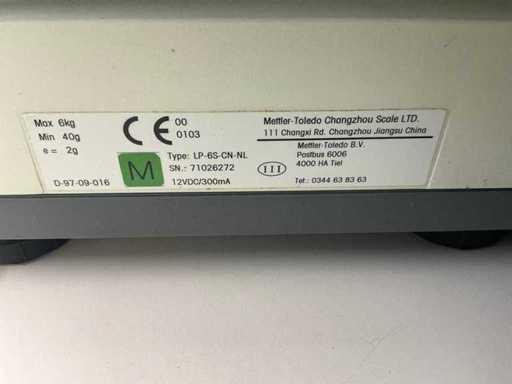 Max 6kg
Min 40g
e = 2g
D-97-09-016
CE 00
0103
M
Type: LP-6S-CN-NL
SN.: 71026272
12VDC/300mA
III
Mettler-Toledo Changzhou Scale LTD.
111 Changxi Rd. Changzhou Jiangsu China
Mettler-Toledo B.V.
Postbus 6006
4000 HA Tiel
Tel.: 0344 63 83 63